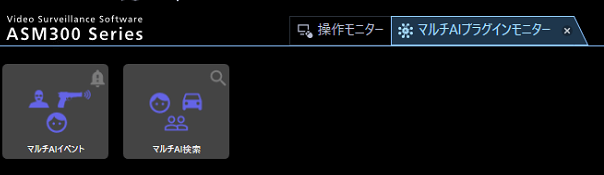 Video Surveillance Software
ASM300 Series
操作モニター
マルチAIプラグインモニター ×
マルチAIイベント
マルチAI検索